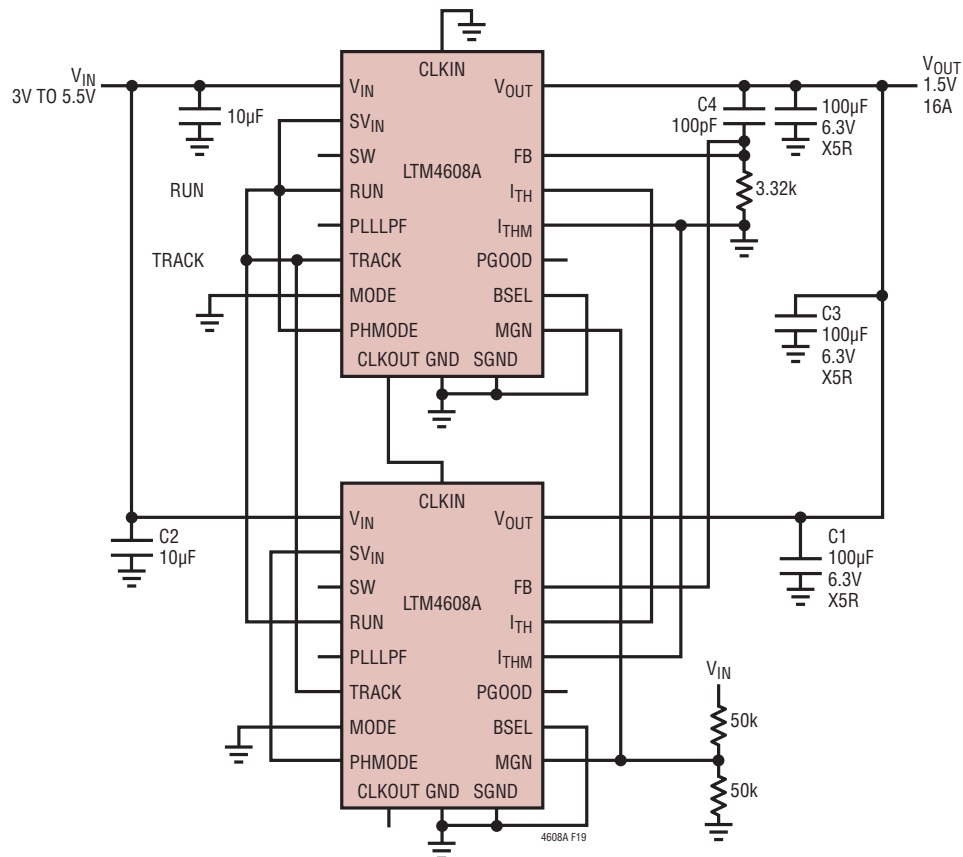 CLKIN
VIN
3V TO 5.5V
10µF
VIN
SVIN
SW
RUN
PLLLPF
TRACK
MODE
PHMODE
RUN
TRACK
LTM4608A
VOUT
FB
ITH
ITHM
PGOOD
BSEL
MGN
CLKOUT GND SGND
C4
100pF
100µF
6.3V
X5R
VOUT
1.5V
16A
3.32k
C3
100µF
6.3V
X5R
CLKIN
C2
10µF
VIN
SVIN
SW
RUN
PLLLPF
TRACK
MODE
PHMODE
LTM4608A
VOUT
FB
ITH
ITHM
PGOOD
BSEL
MGN
CLKOUT GND SGND
C1
100µF
6.3V
X5R
VIN
50k
50k
4608A F19